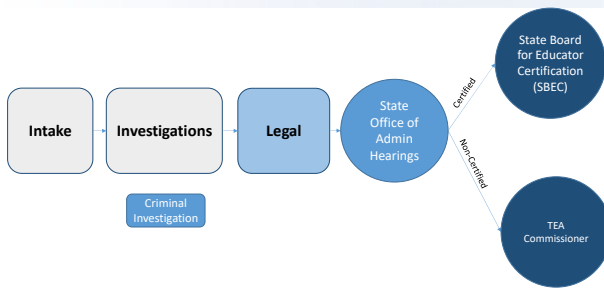 Intake
Investigations
Legal
State
Office of
Admin
Hearings
Certified
State Board
for Educator
Certification
(SBEC)
Non-Certified
TEA
Commissioner
Criminal
Investigation